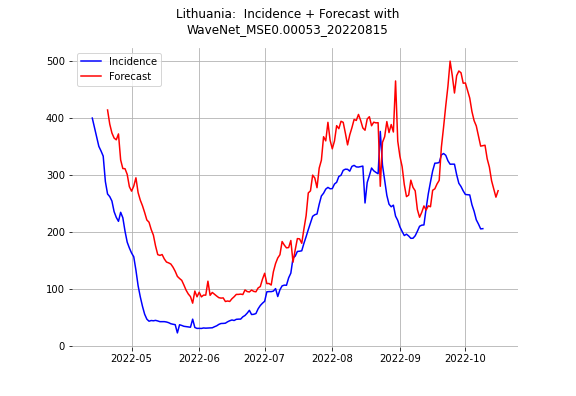 Lithuania:  Incidence + Forecast with
WaveNet_MSE0.00053_20220815
Incidence
Forecast
500
400
300
200
100
0
2022-05 2022-06 2022-07 2022-08 2022-09 2022-10